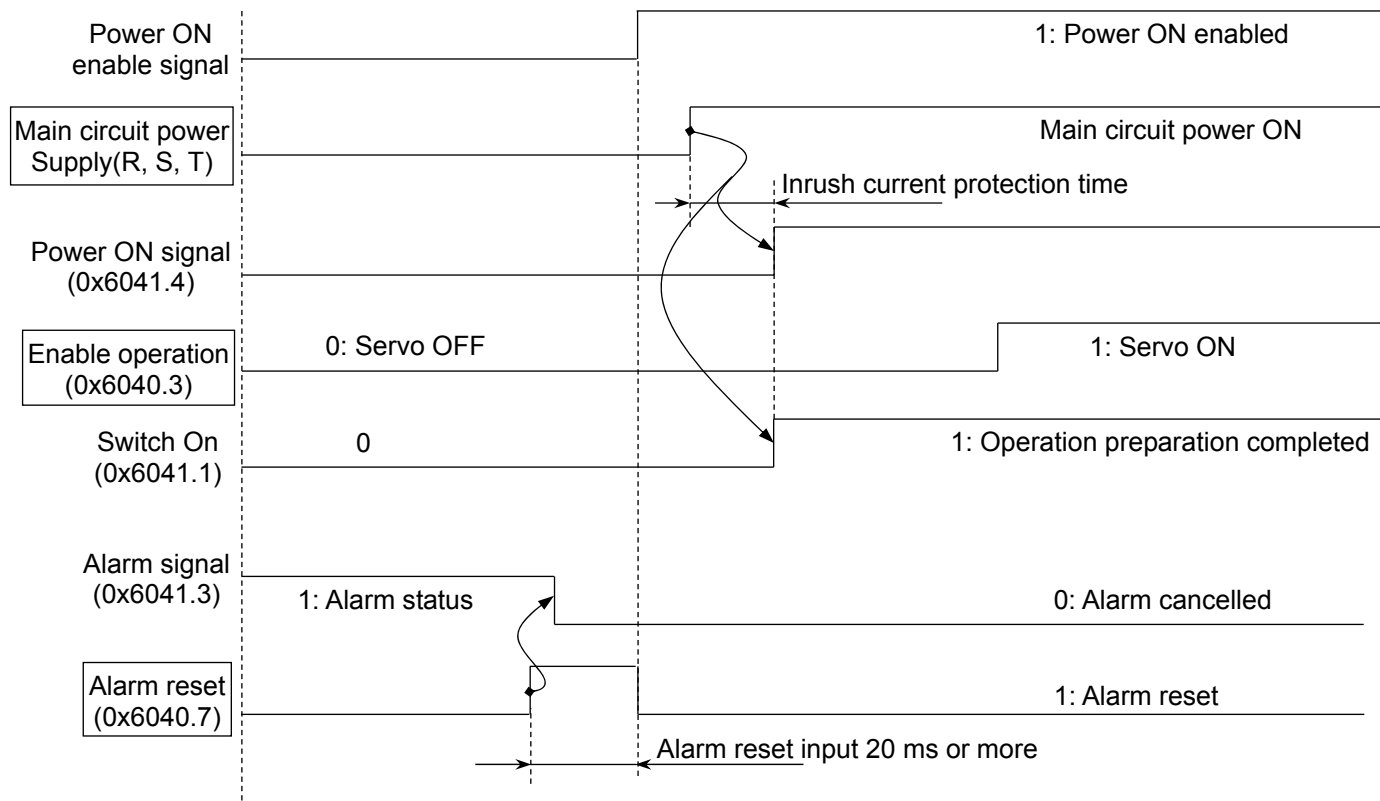 Power ON
enable signal
1: Power ON enabled
Main circuit power
Supply(R, S, T)
Main circuit power ON
Inrush current protection time
Power ON signal
(0x6041.4)
Enable operation
(0x6040.3)
0: Servo OFF
1: Servo ON
Switch On
(0x6041.1)
0
1: Operation preparation completed
Alarm signal
(0x6041.3)
1: Alarm status
0: Alarm cancelled
Alarm reset
(0x6040.7)
1: Alarm reset
Alarm reset input 20 ms or more